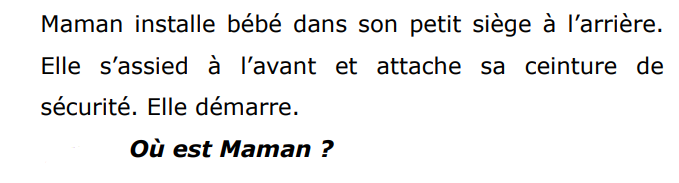 Maman installe bébé dans son petit siège à l’arrière.
Elle s’assied à l’avant et attache sa ceinture de
sécurité. Elle démarre.
Où est Maman ?